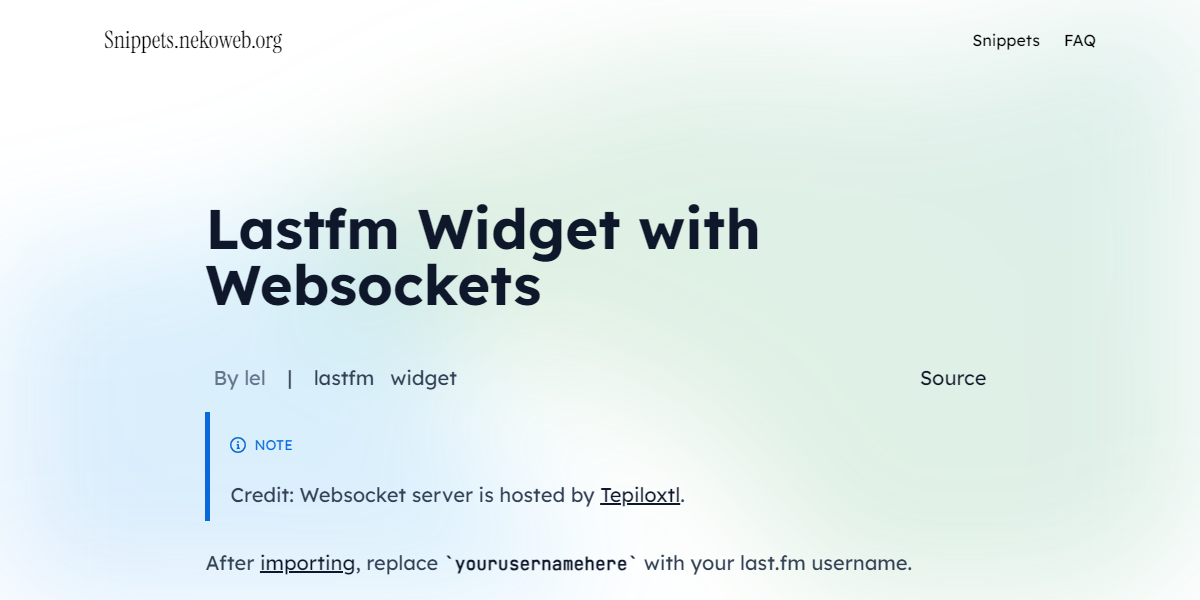 Snippets.nekoweb.org
Snippets FAQ
Lastfm Widget with
Websockets
By lel | lastfm widget
Source
NOTE
Credit: Websocket server is hosted by Tepiloxtl.
After importing, replace `yourusernamehere` with your last.fm username.